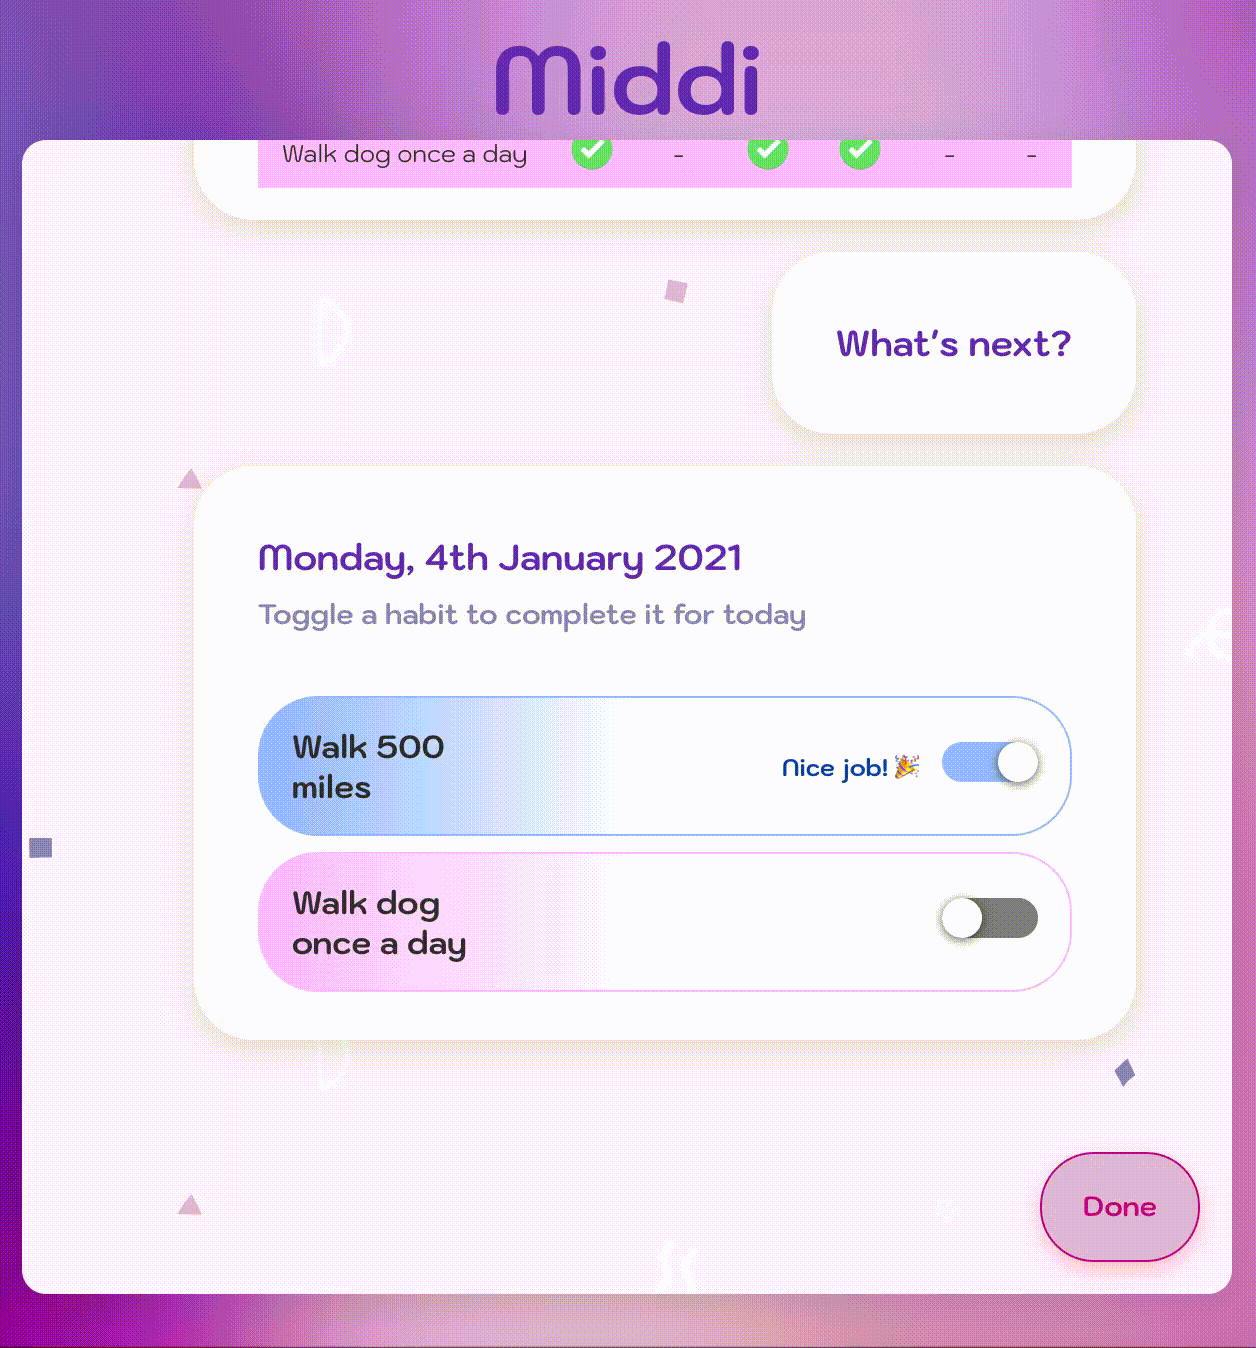 Middi
Walk dog once a day - - -
What's next?
Monday, 4th January 2021
Toggle a habit to complete it for today
Walk 500
miles
Nice job! 🎉
Walk dog
once a day
Done